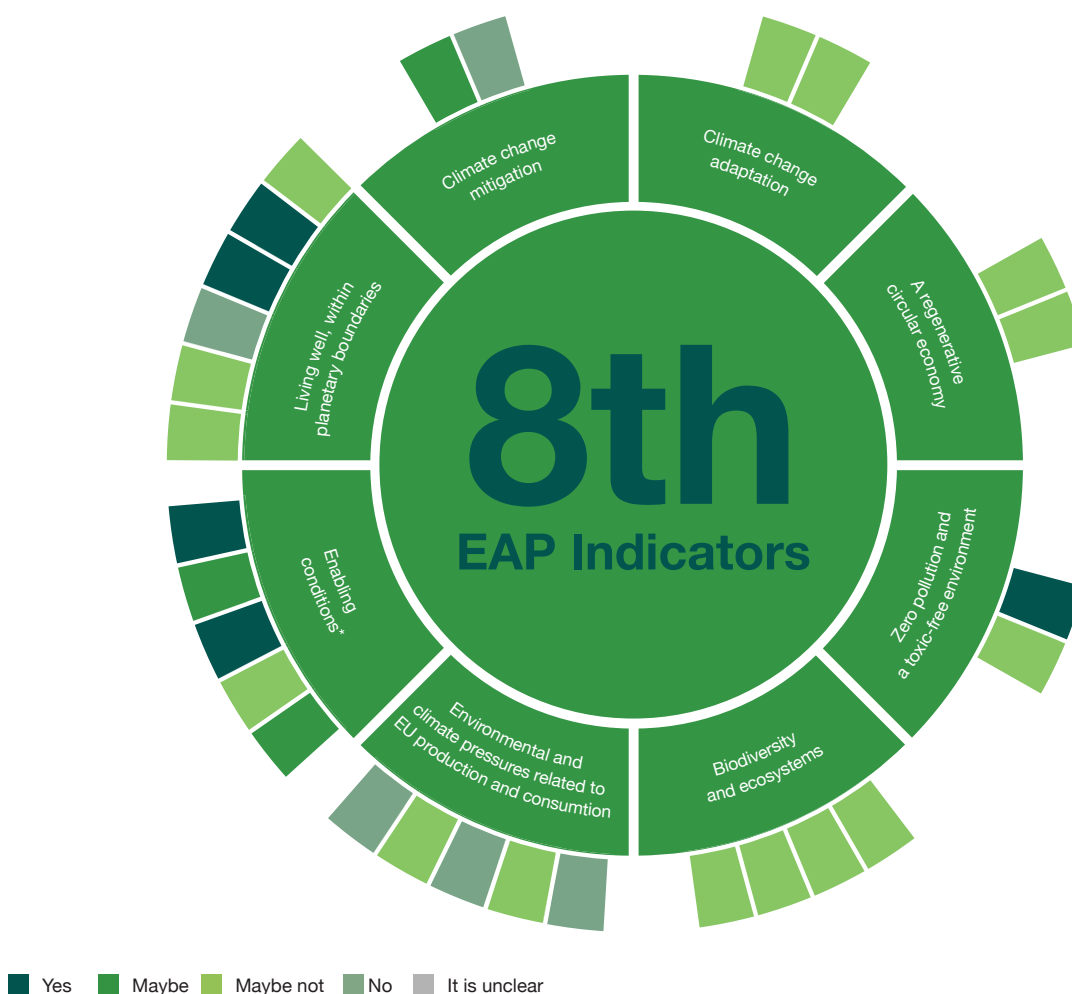 Climate change
mitigation
Climate change
adaptation
A regenerative
circular economy
Zero pollution and
a toxic-free environment
Biodiversity
and ecosystems
Environmental and
climate pressures related to
EU production and consumtion
Enabling
conditions*
Living well, within
planetary boundaries
8th
EAP Indicators
Yes Maybe Maybe not No It is unclear